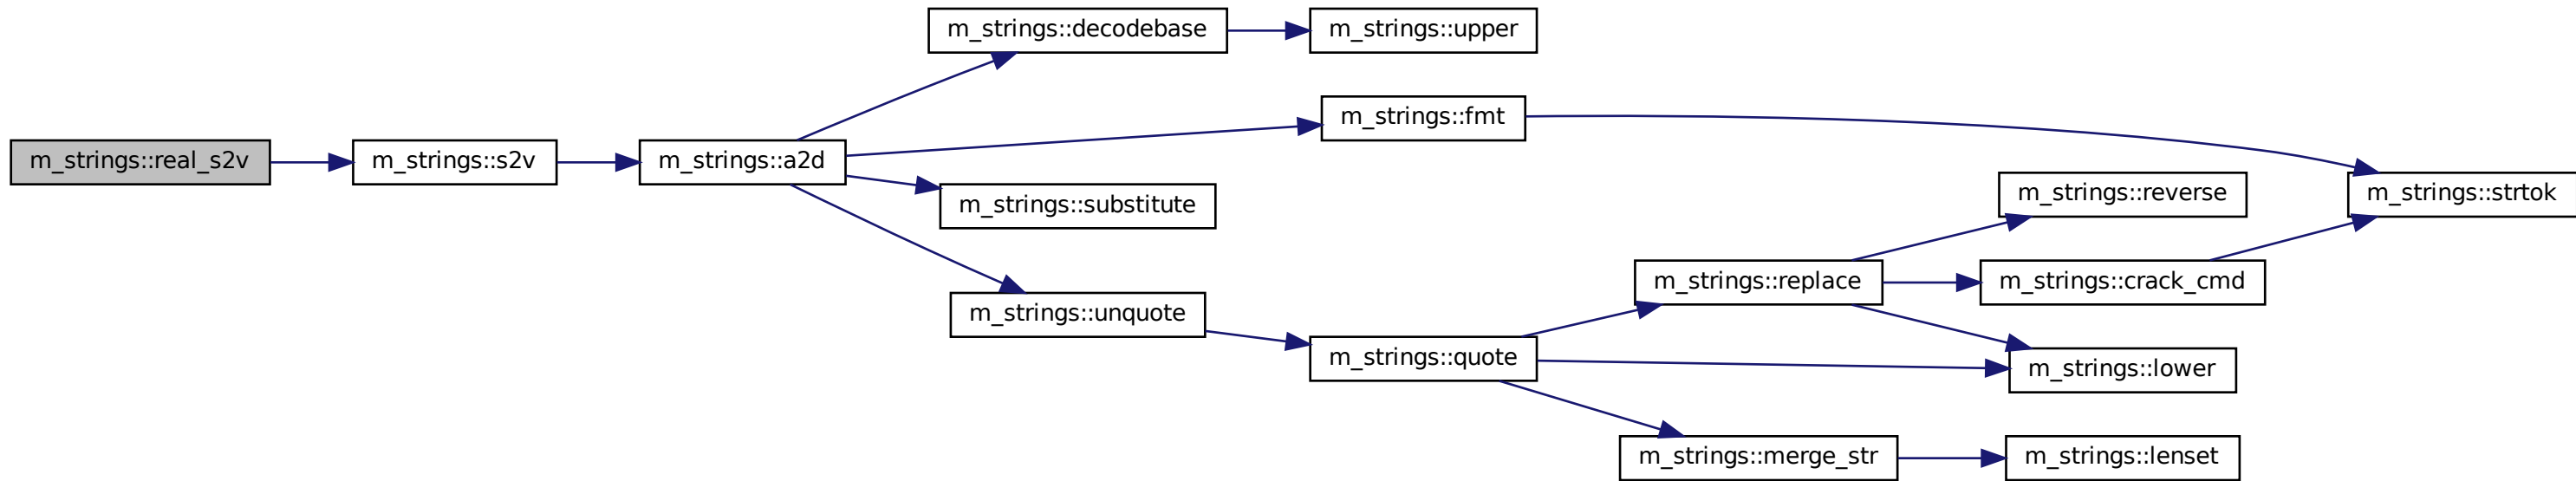 m_strings::real_s2v
m_strings::s2v
m_strings::a2d
m_strings::decodebase
m_strings::upper
m_strings::fmt
m_strings::substitute
m_strings::unquote
m_strings::quote
m_strings::replace
m_strings::reverse
m_strings::crack_cmd
m_strings::strtok
m_strings::lower
m_strings::merge_str
m_strings::lenset